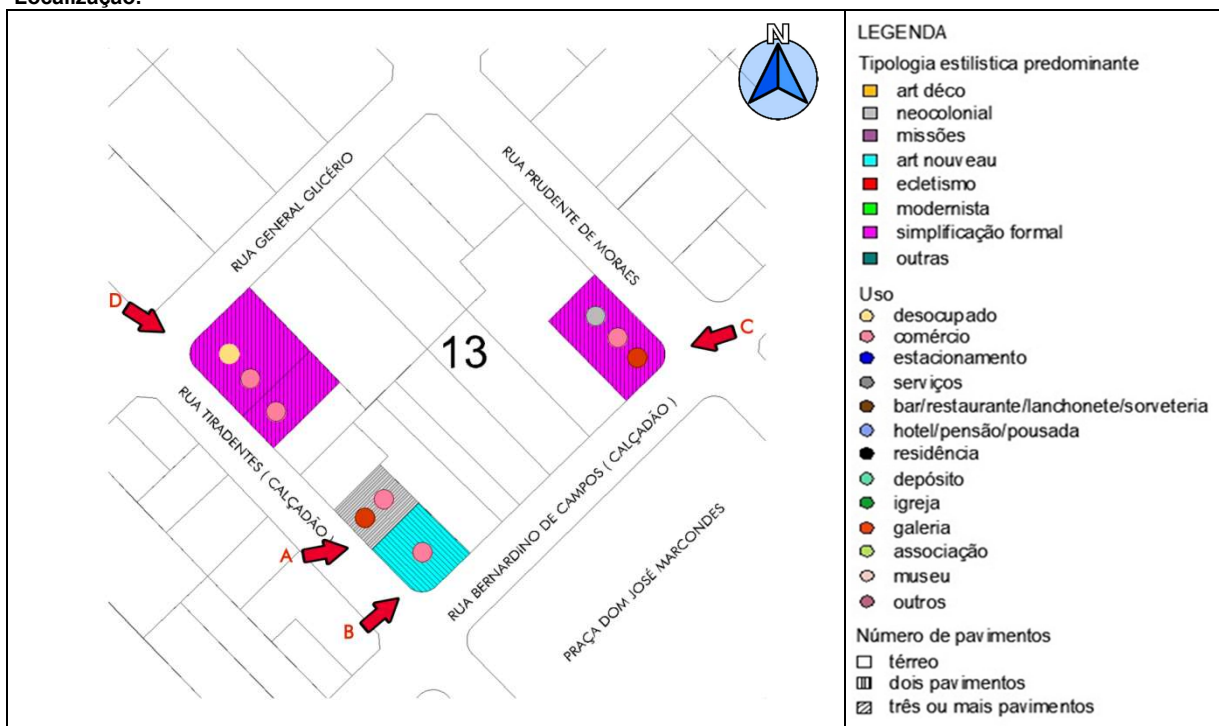 Localização:
N
RUA GENERAL GLICÉRIO
RUA PRUDENTE DE MORAES
D
C
13
RUA TIRADENTES ( CALÇADÃO )
RUA BERNARDINO DE CAMPOS ( CALÇADÃO )
A
B
PRAÇA DOM JOSÉ MARCONDES
LEGENDA
Tipologia estilística predominante
art déco
neocolonial
missões
art nouveau
ecletismo
modernista
simplificação formal
outras
Uso
desocupado
comércio
estacionamento
serviços
bar/restaurante/lanchonete/sorveteria
hotel/pensão/pousada
residência
depósito
igreja
galeria
associação
museu
outros
Número de pavimentos
térreo
dois pavimentos
três ou mais pavimentos